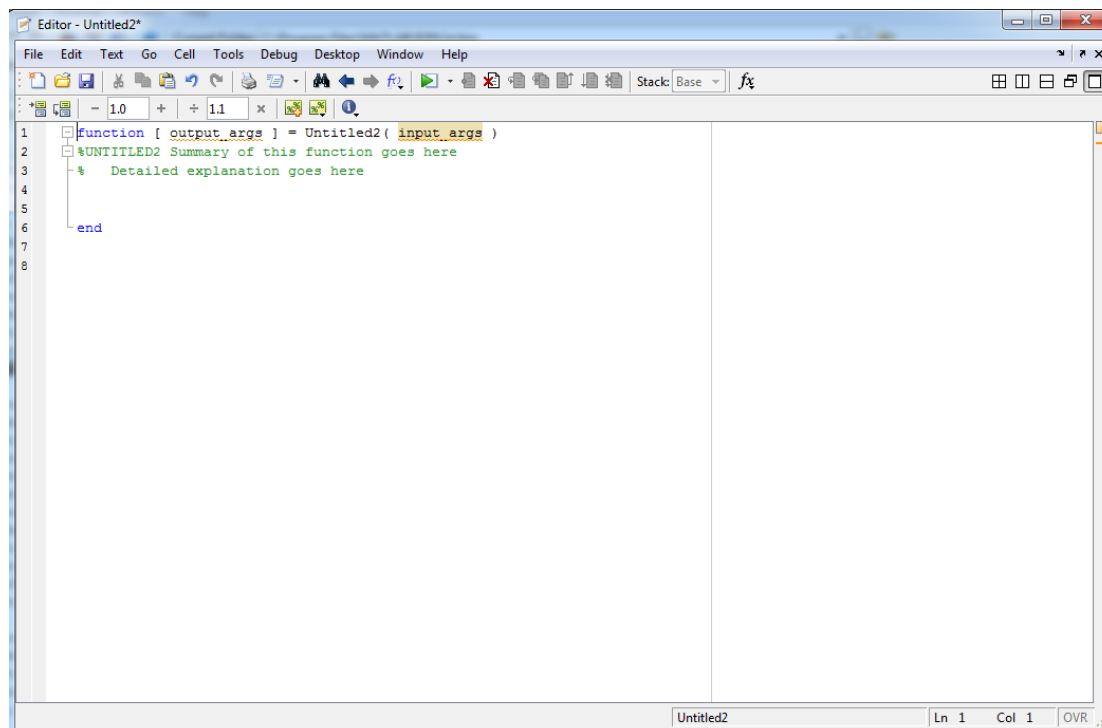 Editor - Untitled2*
File Edit Text Go Cell Tools Debug Desktop Window Help
Stack: Base fx
- 1.0 + ÷ 1.1 ×
1 function [ output_args ] = Untitled2( input_args )
2 %UNTITLED2 Summary of this function goes here
3 % Detailed explanation goes here
4
5
6 end
7
8
Untitled2 Ln 1 Col 1 OVR